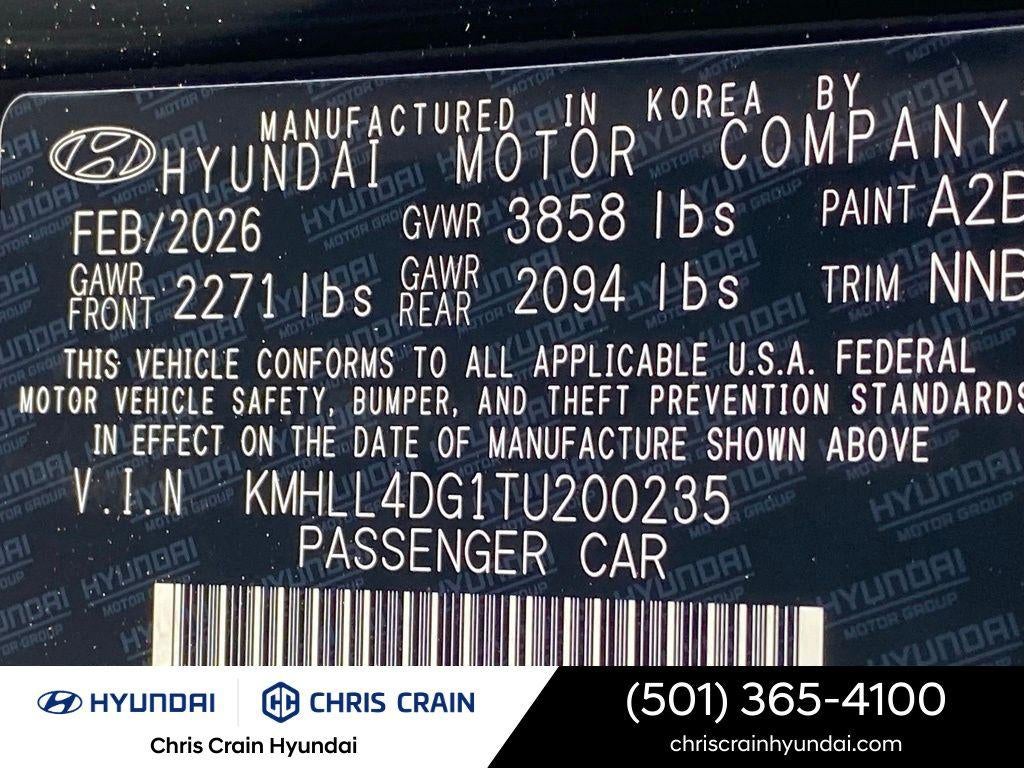 MANUFACTURED IN KOREA BY
HYUNDAI MOTOR COMPANY
FEB/2026 GVWR 3858 lbs PAINT A2B
GAWR FRONT 2271 lbs GAWR REAR 2094 lbs TRIM NNB
THIS VEHICLE CONFORMS TO ALL APPLICABLE U.S.A. FEDERAL
MOTOR VEHICLE SAFETY, BUMPER, AND THEFT PREVENTION STANDARDS
IN EFFECT ON THE DATE OF MANUFACTURE SHOWN ABOVE
V.I.N KMHLL4DG1TU200235
PASSENGER CAR
HYUNDAI CHRIS CRAIN
Chris Crain Hyundai
(501) 365-4100
chriscrainhyundai.com